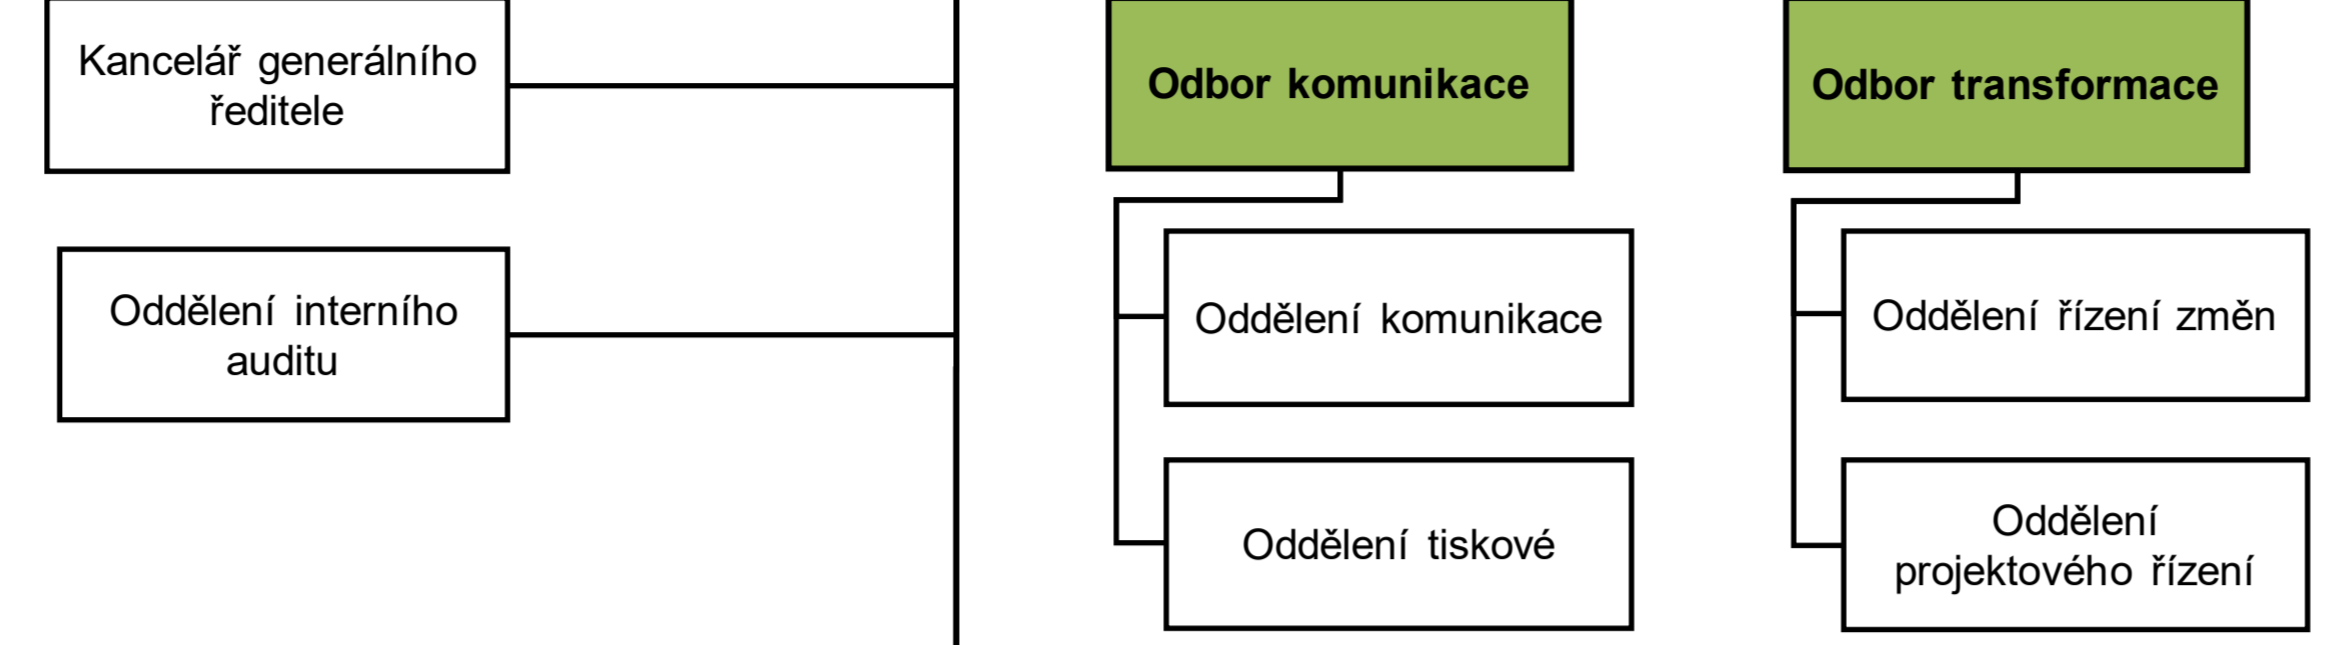 Kancelář generálního
ředitele
Oddělení interního
auditu
Odbor komunikace
Oddělení komunikace
Oddělení tiskové
Odbor transformace
Oddělení řízení změn
Oddělení
projektového řízení